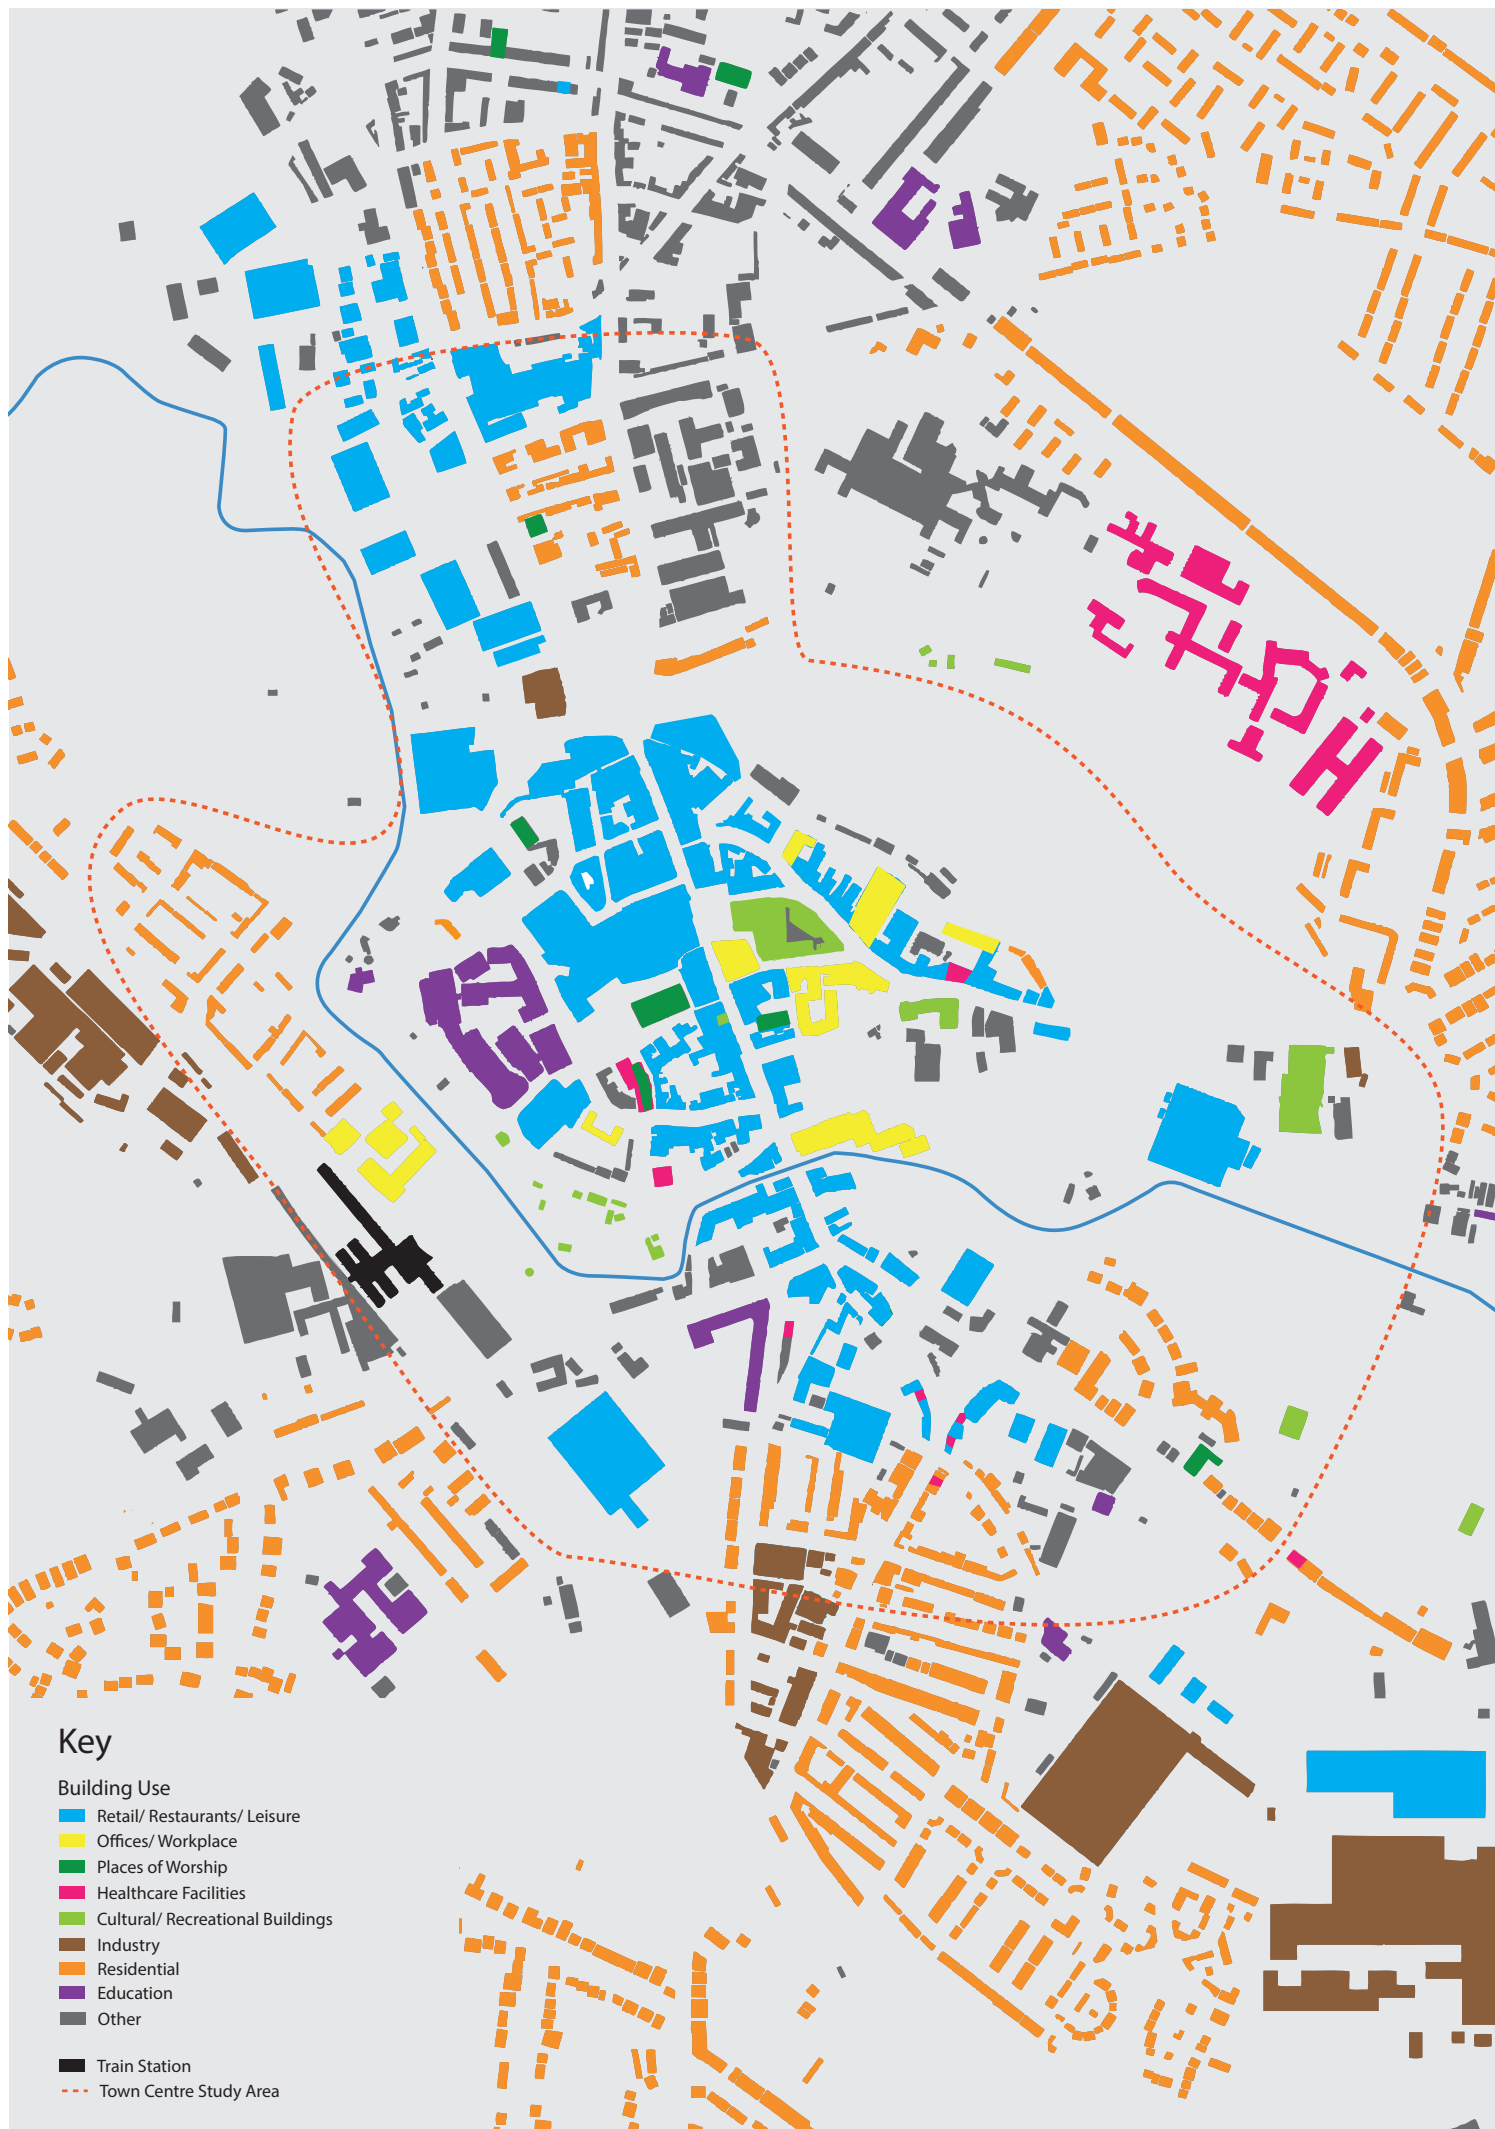 Key
Building Use
Retail/ Restaurants/ Leisure
Offices/ Workplace
Places of Worship
Healthcare Facilities
Cultural/ Recreational Buildings
Industry
Residential
Education
Other
Train Station
Town Centre Study Area